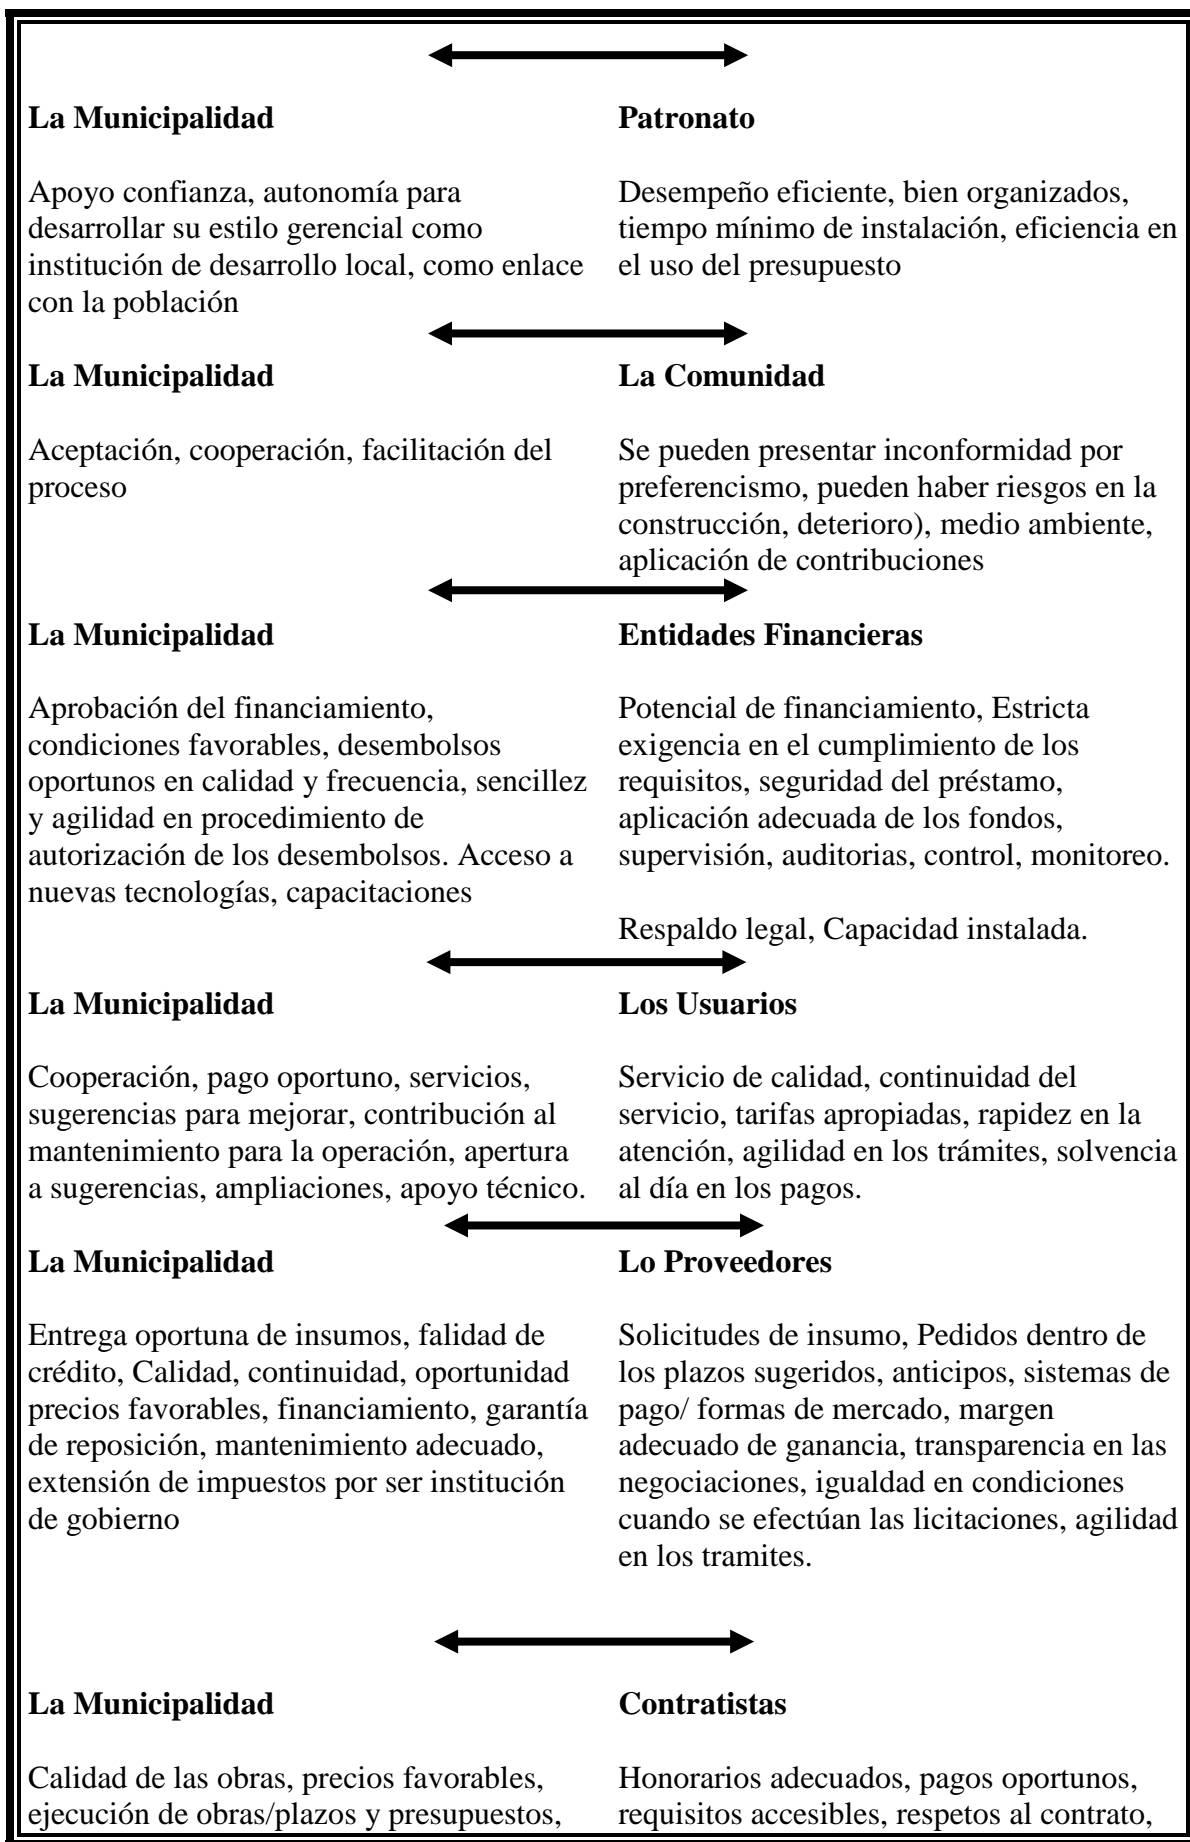 La Municipalidad
Patronato
Apoyo confianza, autonomía para
desarrollar su estilo gerencial como
institución de desarrollo local, como enlace
con la población
Desempeño eficiente, bien organizados,
tiempo mínimo de instalación, eficiencia en
el uso del presupuesto
La Municipalidad
La Comunidad
Aceptación, cooperación, facilitación del
proceso
Se pueden presentar inconformidad por
preferencismo, pueden haber riesgos en la
construcción, deterioro), medio ambiente,
aplicación de contribuciones
La Municipalidad
Entidades Financieras
Aprobación del financiamiento,
condiciones favorables, desembolsos
oportunos en calidad y frecuencia, sencillez
y agilidad en procedimiento de
autorización de los desembolsos. Acceso a
nuevas tecnologías, capacitaciones
Potencial de financiamiento, Estricta
exigencia en el cumplimiento de los
requisitos, seguridad del préstamo,
aplicación adecuada de los fondos,
supervisión, auditorias, control, monitoreo.
Respaldo legal, Capacidad instalada.
La Municipalidad
Los Usuarios
Cooperación, pago oportuno, servicios,
sugerencias para mejorar, contribución al
mantenimiento para la operación, apertura
a sugerencias, ampliaciones, apoyo técnico.
Servicio de calidad, continuidad del
servicio, tarifas apropiadas, rapidez en la
atención, agilidad en los trámites, solvencia
al día en los pagos.
La Municipalidad
Lo Proveedores
Entrega oportuna de insumos, falidad de
crédito, Calidad, continuidad, oportunidad
precios favorables, financiamiento, garantía
de reposición, mantenimiento adecuado,
extensión de impuestos por ser institución
de gobierno
Solicitudes de insumo, Pedidos dentro de
los plazos sugeridos, anticipos, sistemas de
pago/ formas de mercado, margen
adecuado de ganancia, transparencia en las
negociaciones, igualdad en condiciones
cuando se efectúan las licitaciones, agilidad
en los tramites.
La Municipalidad
Contratistas
Calidad de las obras, precios favorables,
ejecución de obras/plazos y presupuestos,
Honorarios adecuados, pagos oportunos,
requisitos accesibles, respetos al contrato,